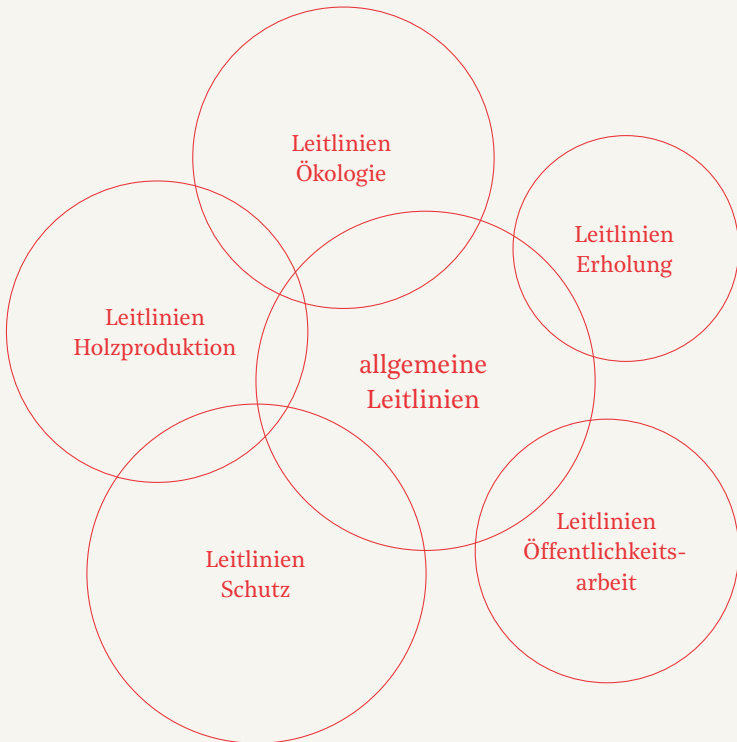 Leitlinien
Ökologie
Leitlinien
Erholung
Leitlinien
Holzproduktion
allgemeine
Leitlinien
Leitlinien
Öffentlichkeits-
arbeit
Leitlinien
Schutz